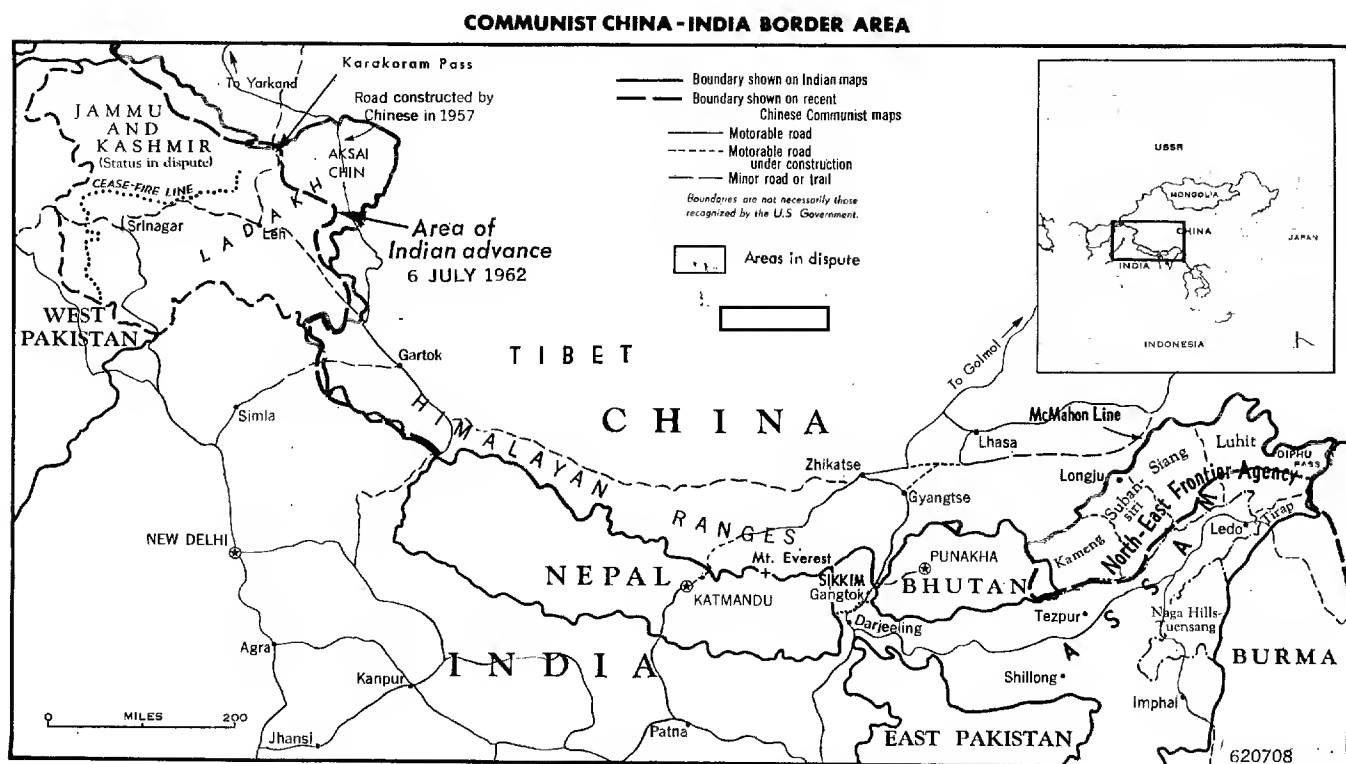 COMMUNIST CHINA - INDIA BORDER AREA
Karakoram Pass
To Yarkand
Road constructed by
Chinese in 1957
JAMMU
AND
KASHMIR
(Status in dispute)
AKSAI
CHIN
CEASE-FIRE LINE
Srinagar
LADAKH
Leh
Area of
Indian advance
6 JULY 1962
WEST
PAKISTAN
Boundary shown on Indian maps
Boundary shown on recent
Chinese Communist maps
Motorable road
Motorable road
under construction
Minor road or trail
Boundaries are not necessarily those
recognized by the U.S. Government.
Areas in dispute
USSR
MONGOLIA
CHINA
JAPAN
INDIA
INDONESIA
Gartok
TIBET
To Golmol
Simla
HIMALAYAN
RANGES
CHINA
McMahon Line
Lhasa
Luhit
DIPHU
PASS
Zhikatse
Longju
Siang
Gyangtse
Suban-
siri
North-East Frontier Agency
Tirap
Ledo
Kameng
NEW DELHI
Mt. Everest
PUNAKHA
NEPAL
SIKKIM
Gangtok
BHUTAN
KATMANDU
Tezpur
ASSAM
Naga Hills-
uensang
Darjeeling
Agra
INDIA
Shillong
BURMA
Kanpur
Imphal
0 MILES 200
Jhansi
Patna
EAST PAKISTAN
620708